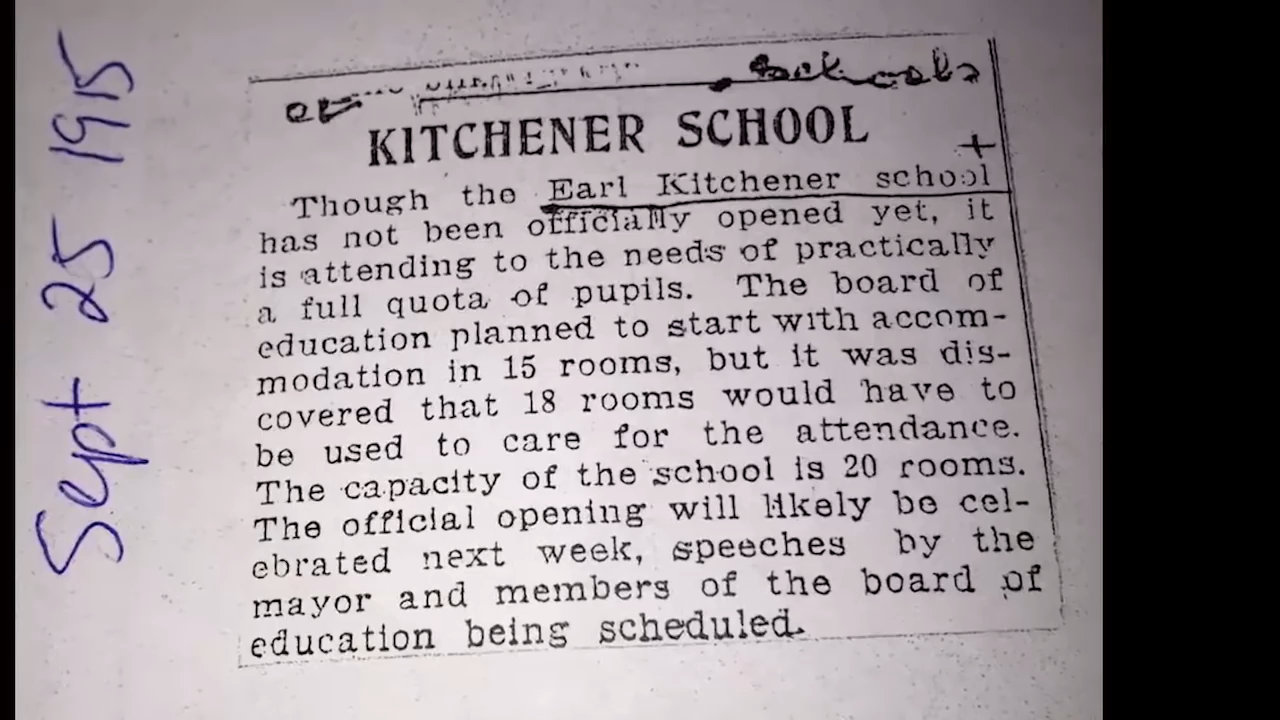 Sept 25 1915
Schools
KITCHENER SCHOOL
+
Though the Earl Kitchener school
has not been officially opened yet, it
is attending to the needs of practically
a full quota of pupils. The board of
education planned to start with accom-
modation in 15 rooms, but it was dis-
covered that 18 rooms would have to
be used to care for the attendance.
The capacity of the school is 20 rooms.
The official opening will likely be cel-
ebrated next week, speeches by the
mayor and members of the board of
education being scheduled.